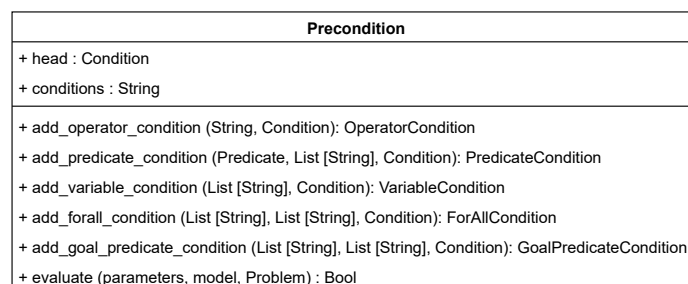 Precondition
+ head : Condition
+ conditions : String
+ add_operator_condition (String, Condition): OperatorCondition
+ add_predicate_condition (Predicate, List [String], Condition): PredicateCondition
+ add_variable_condition (List [String], Condition): VariableCondition
+ add_forall_condition (List [String], List [String], Condition): ForAllCondition
+ add_goal_predicate_condition (List [String], List [String], Condition): GoalPredicateCondition
+ evaluate (parameters, model, Problem) : Bool